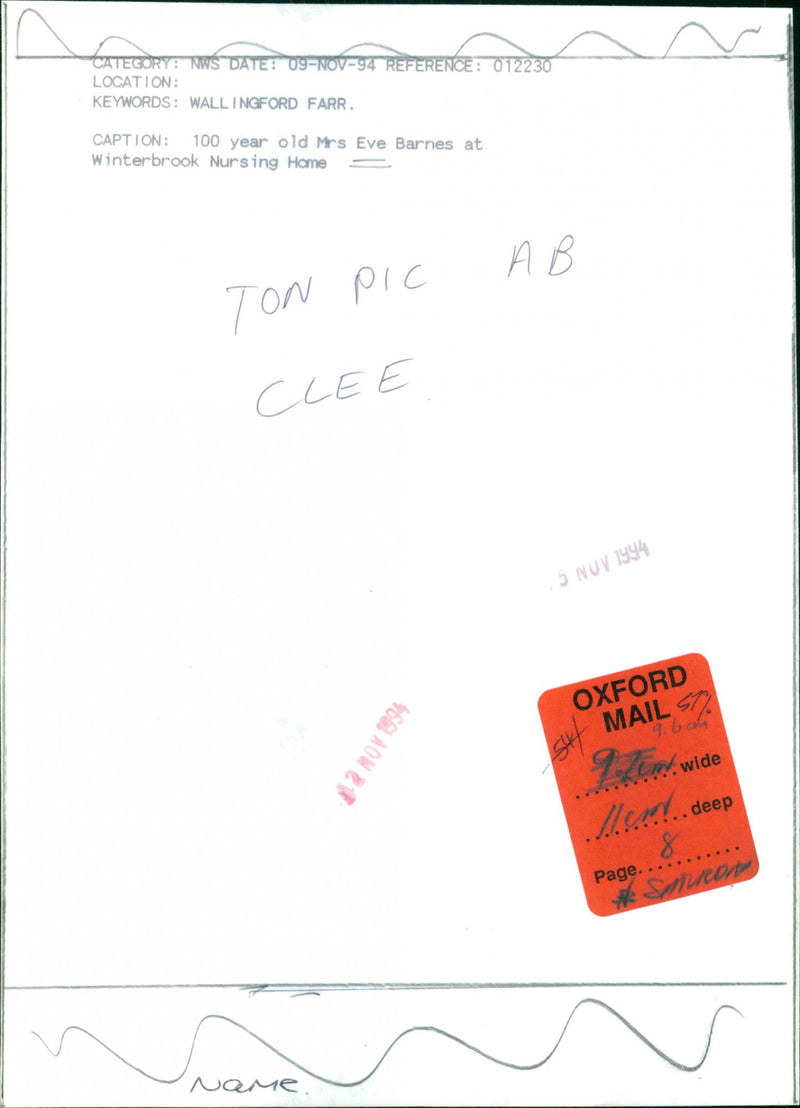 CATEGORY: NWS DATE: 09-NOV-94 REFERENCE: 012230
LOCATION:
KEYWORDS: WALLINGFORD FARR.
CAPTION: 100 year old Mrs Eve Barnes at
Winterbrook Nursing Home
TON PIC AB
CLEE
5 NOV 1994
12 NOV 1994
OXFORD
MAIL 57%
9.6cm
wide
11cm deep
Page 8
Name.